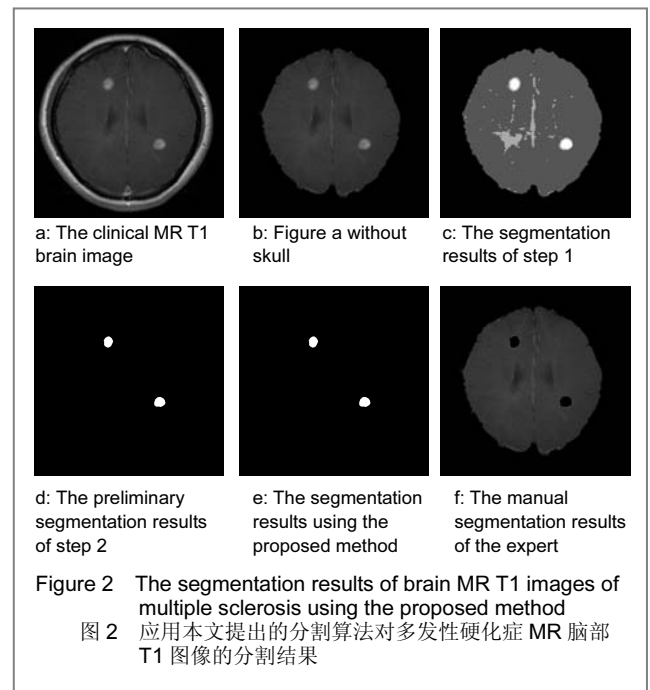 a: The clinical MR T1
brain image
b: Figure a without
skull
c: The segmentation
results of step 1
d: The preliminary
segmentation results
of step 2
e: The segmentation
results using the
proposed method
f: The manual
segmentation results
of the expert
Figure 2 The segmentation results of brain MR T1 images of
multiple sclerosis using the proposed method
图 2 应用本文提出的分割算法对多发性硬化症 MR 脑部
T1 图像的分割结果